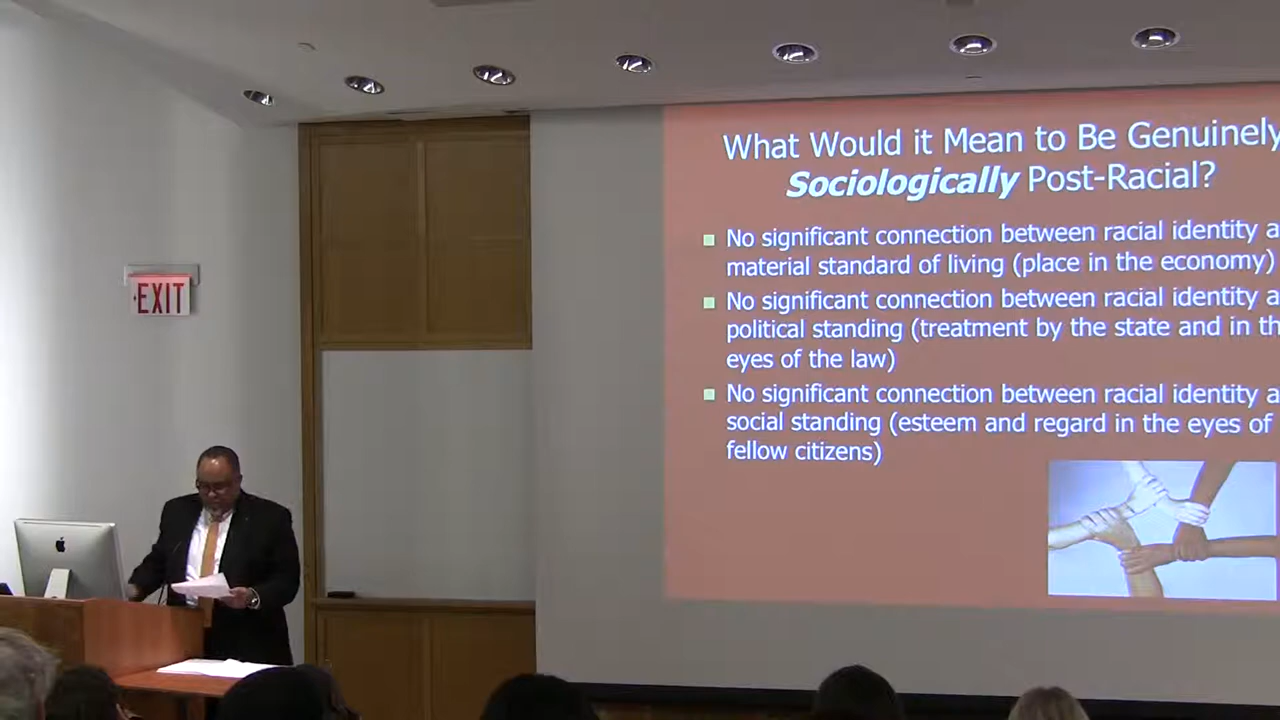 EXIT
What Would it Mean to Be Genuinely
Sociologically Post-Racial?
No significant connection between racial identity a
material standard of living (place in the economy)
No significant connection between racial identity a
political standing (treatment by the state and in th
eyes of the law)
No significant connection between racial identity a
social standing (esteem and regard in the eyes of
fellow citizens)